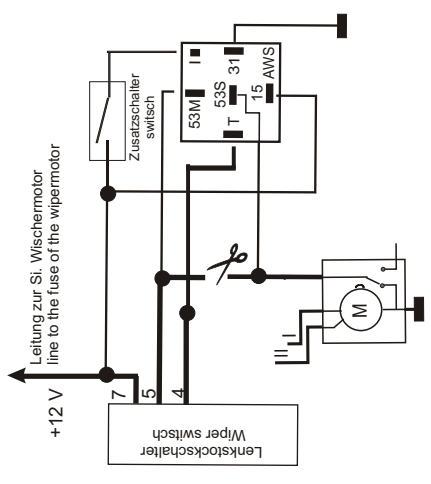 I
31
53M
53S
15
AWS
T
Zusatzschalter
switsch
Leitung zur Si. Wischermotor
line to the fuse of the wipermotor
+12 V
7
5
4
M
I
II
Lenkstockschalter
Wiper switsch